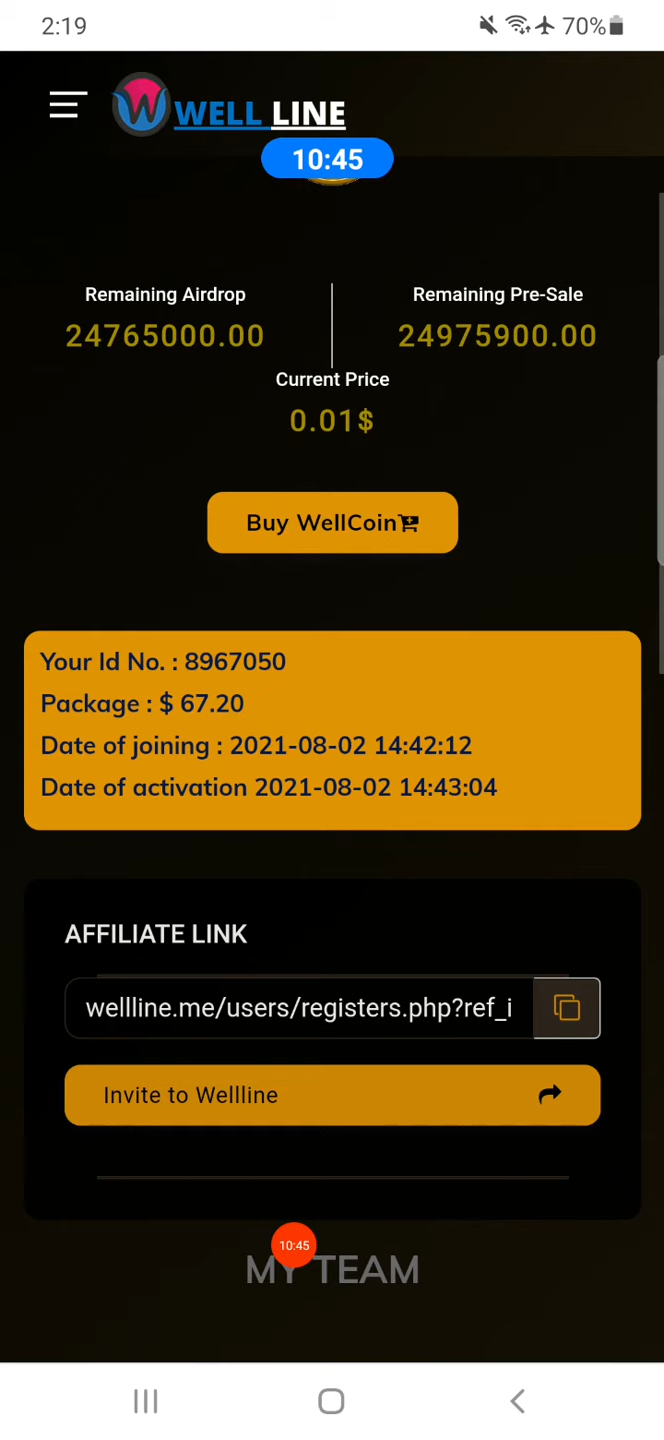 2:19
70%
WELL LINE
10:45
Remaining Airdrop
24765000.00
Remaining Pre-Sale
24975900.00
Current Price
0.01$
Buy WellCoin
Your Id No. : 8967050
Package : $ 67.20
Date of joining : 2021-08-02 14:42:12
Date of activation 2021-08-02 14:43:04
AFFILIATE LINK
wellline.me/users/registers.php?ref_i
Invite to Wellline
10:45
MY TEAM